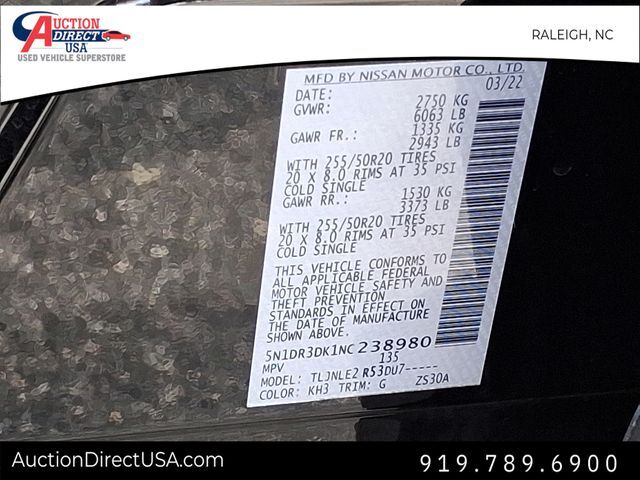 AUCTION
DIRECT
USA
USED VEHICLE SUPERSTORE
RALEIGH, NC
MFD BY NISSAN MOTOR CO., LTD.
DATE: 03/22
GVWR: 2750 KG
6063 LB
GAWR FR.: 1335 KG
2943 LB
WITH 255/50R20 TIRES
20 X 8.0 RIMS AT 35 PSI
COLD SINGLE
GAWR RR.: 1530 KG
3373 LB
WITH 255/50R20 TIRES
20 X 8.0 RIMS AT 35 PSI
COLD SINGLE
THIS VEHICLE CONFORMS TO
ALL APPLICABLE FEDERAL
MOTOR VEHICLE SAFETY AND
THEFT PREVENTION
STANDARDS IN EFFECT ON
THE DATE OF MANUFACTURE
SHOWN ABOVE.
5N1DR3DK1NC238980
MPV 135
MODEL: TLJNLE2 R53DU7-----
COLOR: KH3 TRIM: G ZS30A
AuctionDirectUSA.com
919.789.6900